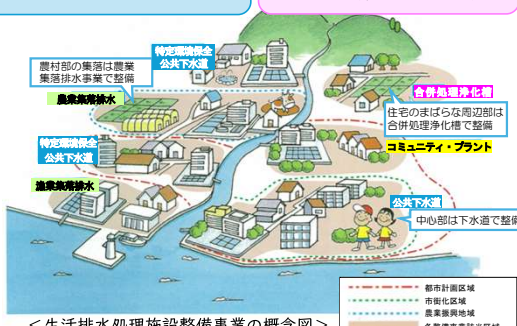 特定環境保全
公共下水道
農村部の集落は農業
集落排水事業で整備
農業集落排水
合併処理浄化槽
住宅のまばらな周辺部は
合併処理浄化槽で整備
特定環境保全
公共下水道
コミュニティ・プラント
漁業集落排水
公共下水道
中心部は下水道で整備
都市計画区域
市街化区域
農業振興地域
<生活排水処理施設整備事業の概念図>